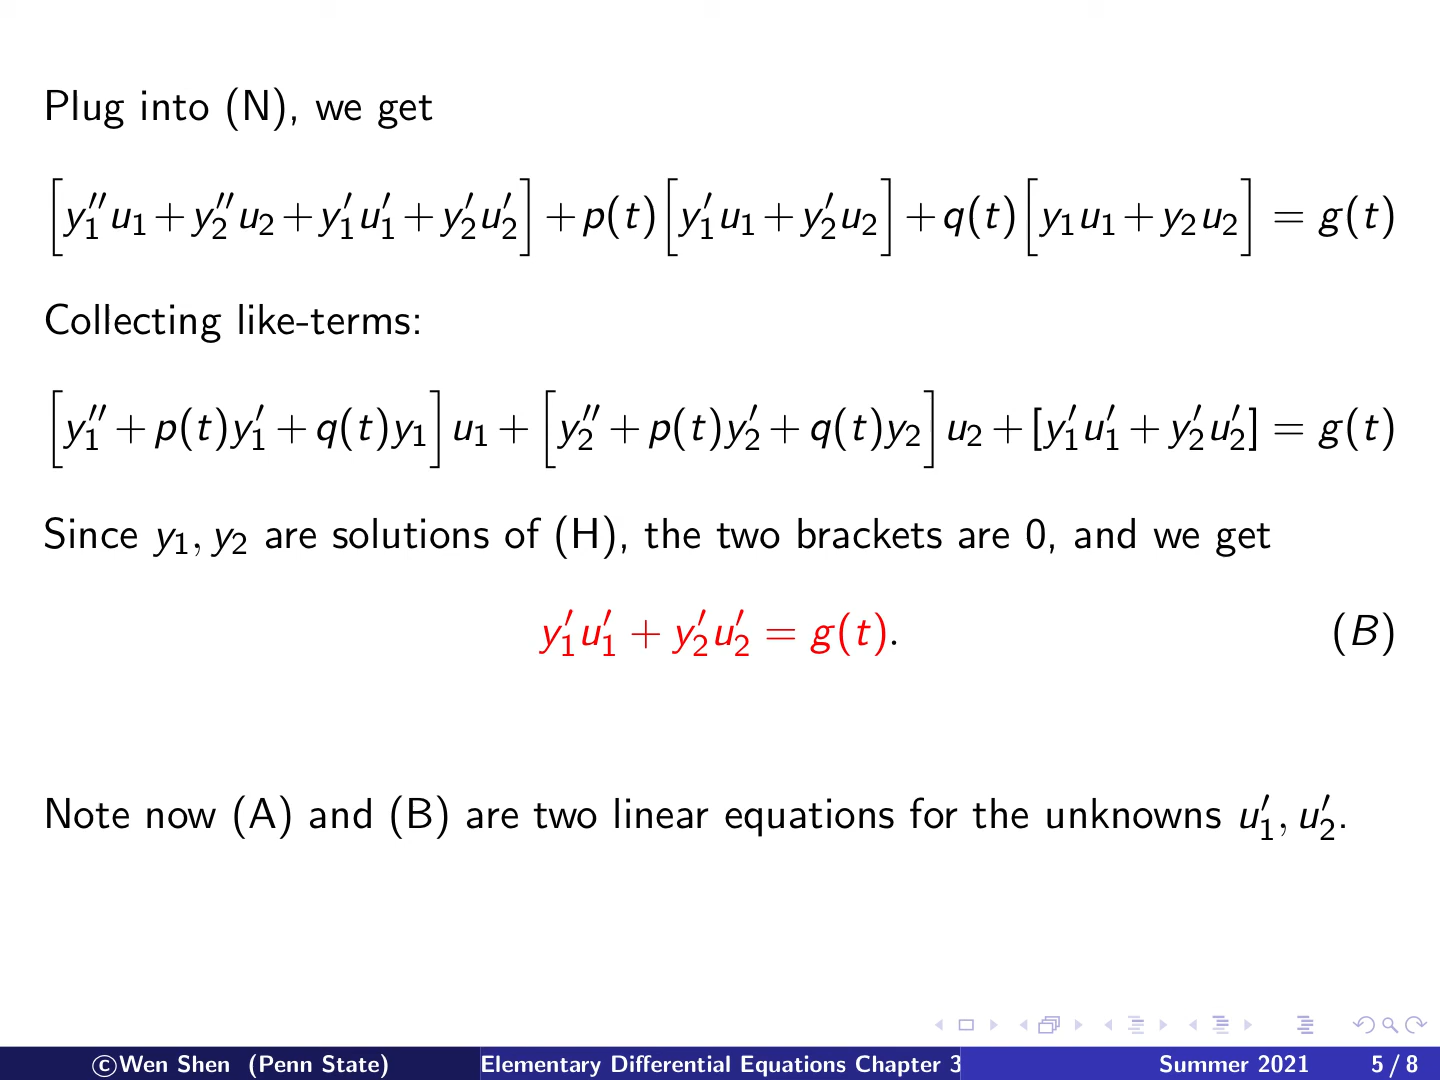 Plug into (N), we get
[y₁″u₁ + y₂″u₂ + y₁′u₁′ + y₂′u₂′] + p(t)[y₁′u₁ + y₂′u₂] + q(t)[y₁u₁ + y₂u₂] = g(t)
Collecting like-terms:
[y₁″ + p(t)y₁′ + q(t)y₁]u₁ + [y₂″ + p(t)y₂′ + q(t)y₂]u₂ + [y₁′u₁′ + y₂′u₂′] = g(t)
Since y₁, y₂ are solutions of (H), the two brackets are 0, and we get
y₁′u₁′ + y₂′u₂′ = g(t). (B)
Note now (A) and (B) are two linear equations for the unknowns u₁′, u₂′.
©Wen Shen (Penn State) Elementary Differential Equations Chapter 3 Summer 2021 5 / 8